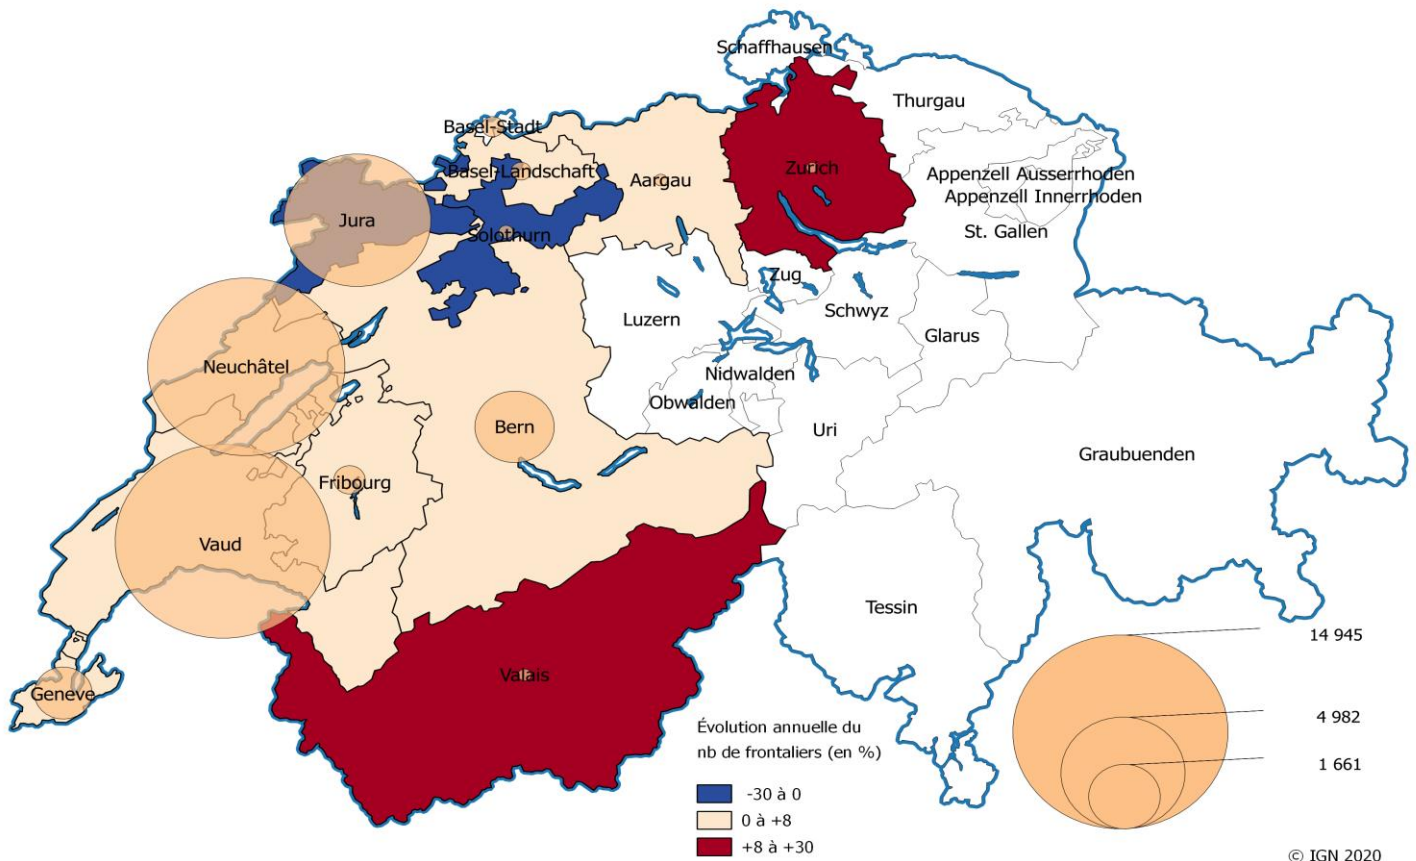 Schaffhausen
Thurgau
Basel-Stadt
Basel-Landschaft
Aargau
Zurich
Appenzell Ausserrhoden
Appenzell Innerrhoden
Jura
Solothurn
St. Gallen
Zug
Luzern
Schwyz
Glarus
Neuchâtel
Nidwalden
Obwalden
Bern
Uri
Graubuenden
Fribourg
Vaud
Tessin
Valais
Genève
Évolution annuelle du
nb de frontaliers (en %)
-30 à 0
0 à +8
+8 à +30
14 945
4 982
1 661
© IGN 2020